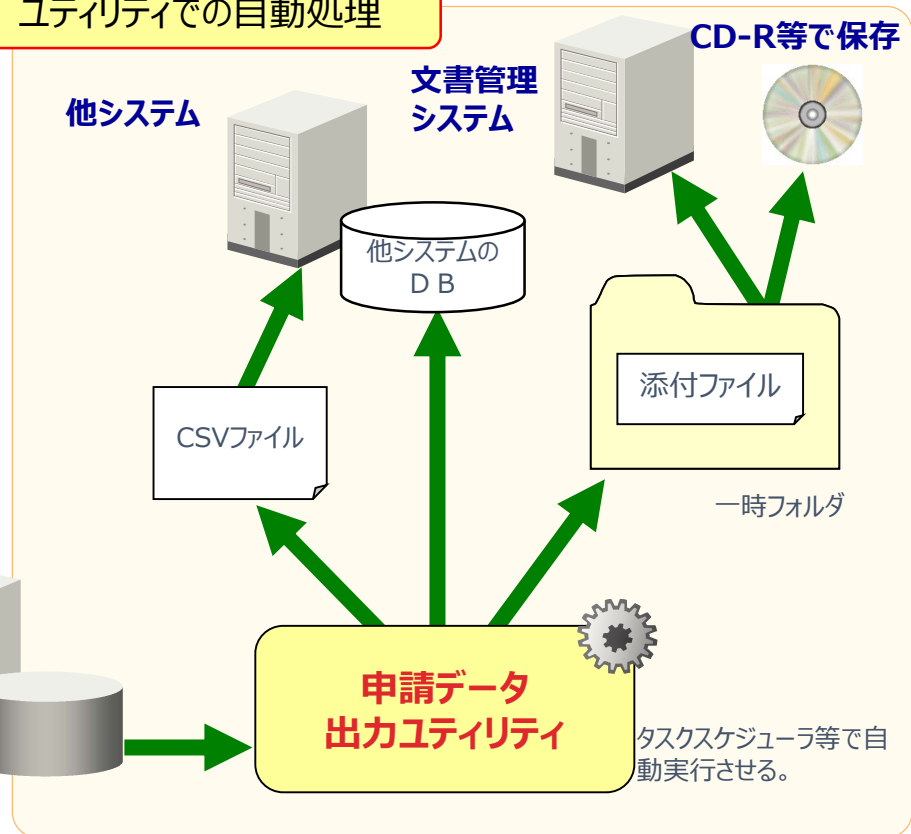 ユティリティでの自動処理
CD-R等で保存
文書管理
システム
他システム
他システムの
ＤＢ
添付ファイル
CSVファイル
一時フォルダ
申請データ
出力ユティリティ
タスクスケジューラ等で自
動実行させる。